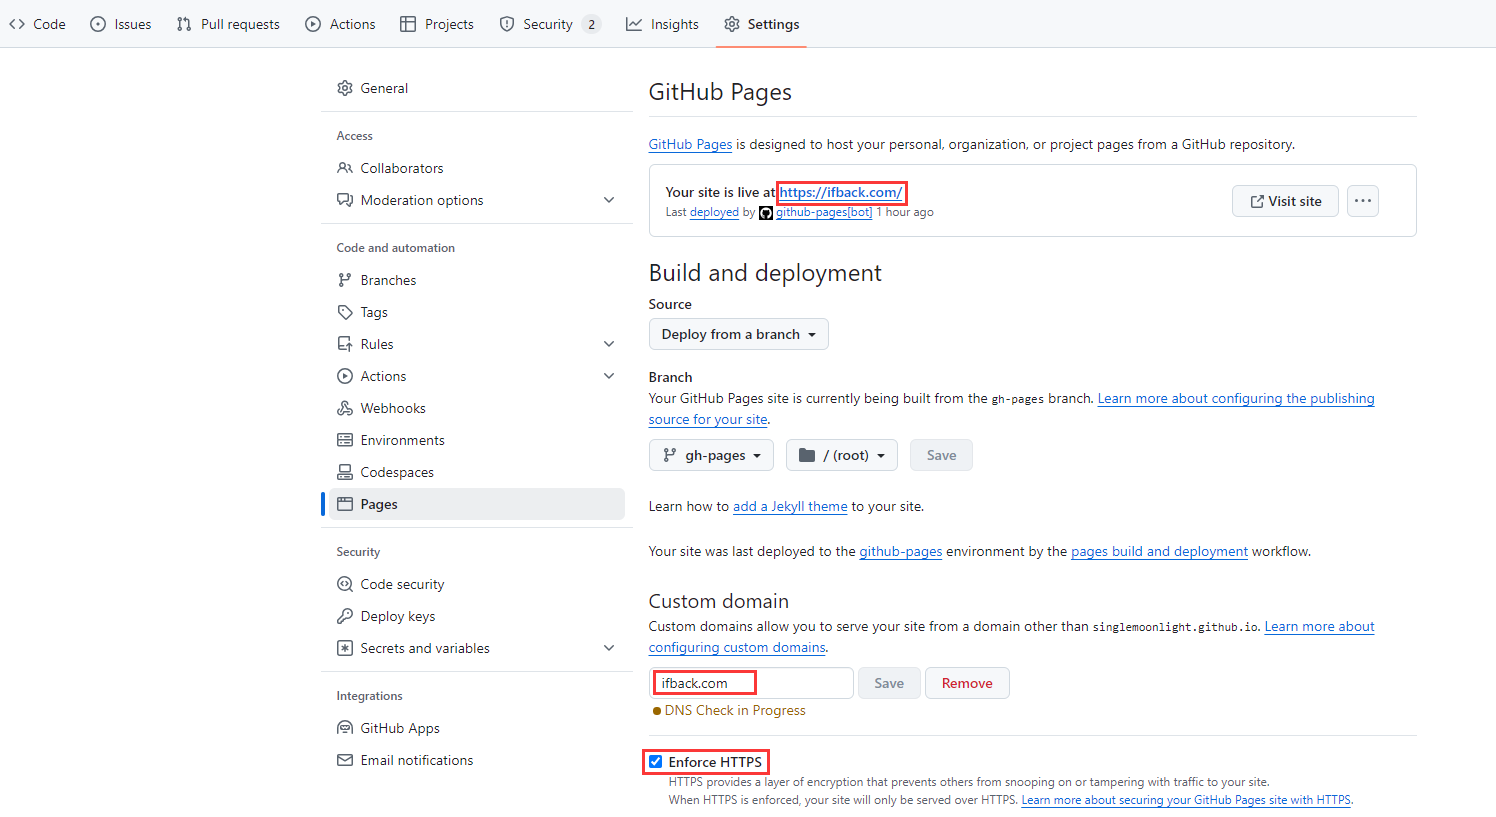 Code Issues Pull requests Actions Projects Security 2 Insights Settings
General
Access
Collaborators
Moderation options
Code and automation
Branches
Tags
Rules
Actions
Webhooks
Environments
Codespaces
Pages
Security
Code security
Deploy keys
Secrets and variables
Integrations
GitHub Apps
Email notifications
GitHub Pages
GitHub Pages is designed to host your personal, organization, or project pages from a GitHub repository.
Your site is live at https://ifback.com/
Last deployed by github-pages[bot] 1 hour ago
Visit site
Build and deployment
Source
Deploy from a branch
Branch
Your GitHub Pages site is currently being built from the gh-pages branch. Learn more about configuring the publishing
source for your site.
gh-pages / (root) Save
Learn how to add a Jekyll theme to your site.
Your site was last deployed to the github-pages environment by the pages build and deployment workflow.
Custom domain
Custom domains allow you to serve your site from a domain other than singlemoonlight.github.io. Learn more about
configuring custom domains.
ifback.com Save Remove
DNS Check in Progress
Enforce HTTPS
HTTPS provides a layer of encryption that prevents others from snooping on or tampering with traffic to your site.
When HTTPS is enforced, your site will only be served over HTTPS. Learn more about securing your GitHub Pages site with HTTPS.